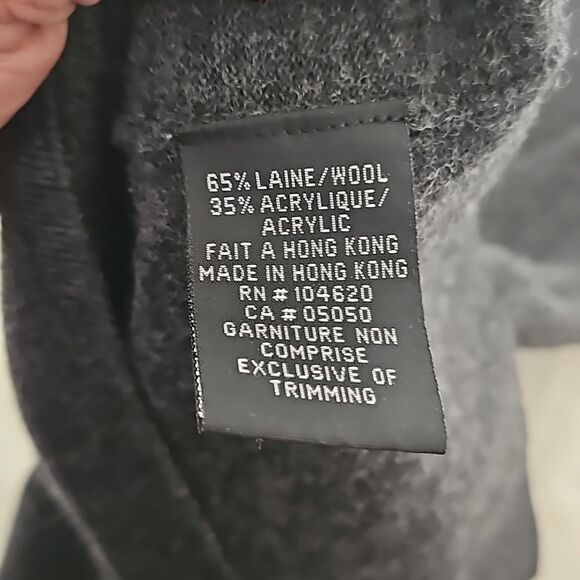 65% LAINE/WOOL
35% ACRYLIQUE/
ACRYLIC
FAIT A HONG KONG
MADE IN HONG KONG
RN # 104620
CA # 05050
GARNITURE NON
COMPRISE
EXCLUSIVE OF
TRIMMING